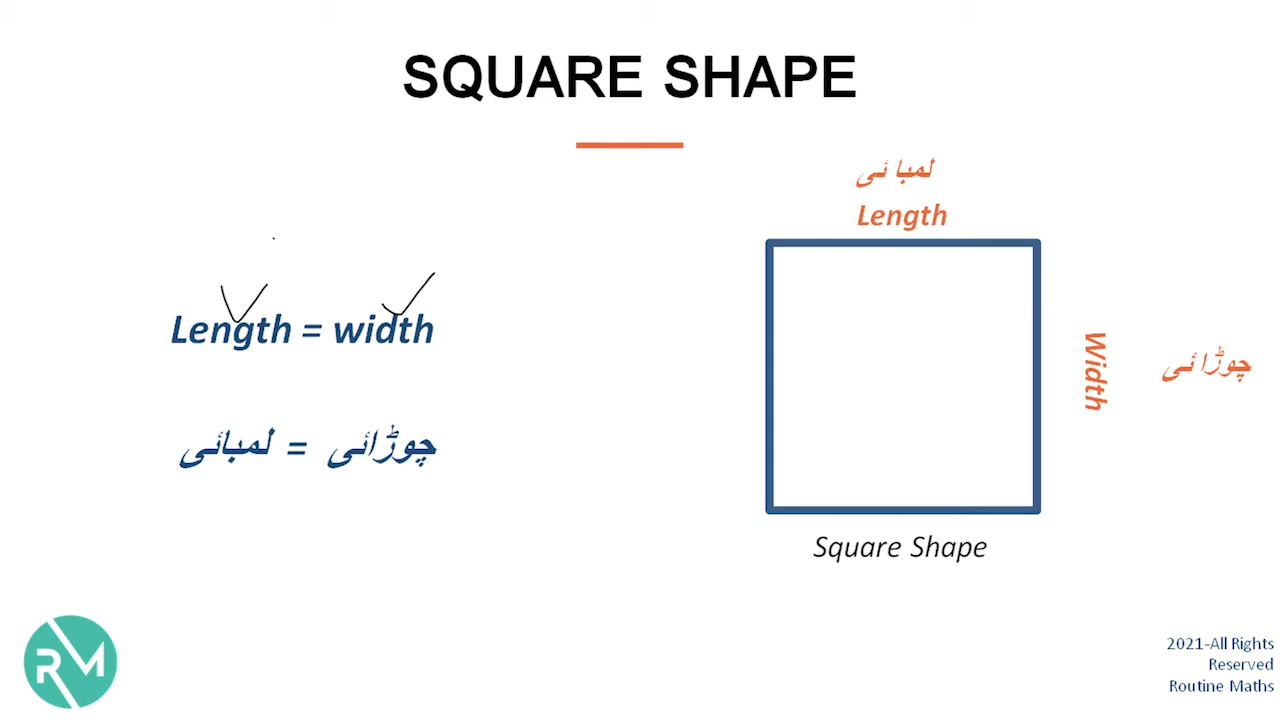 SQUARE SHAPE
لمبائی
Length
Length = width
Width
چوڑائی
لمبائی = چوڑائی
Square Shape
RM
2021-All Rights
Reserved
Routine Maths